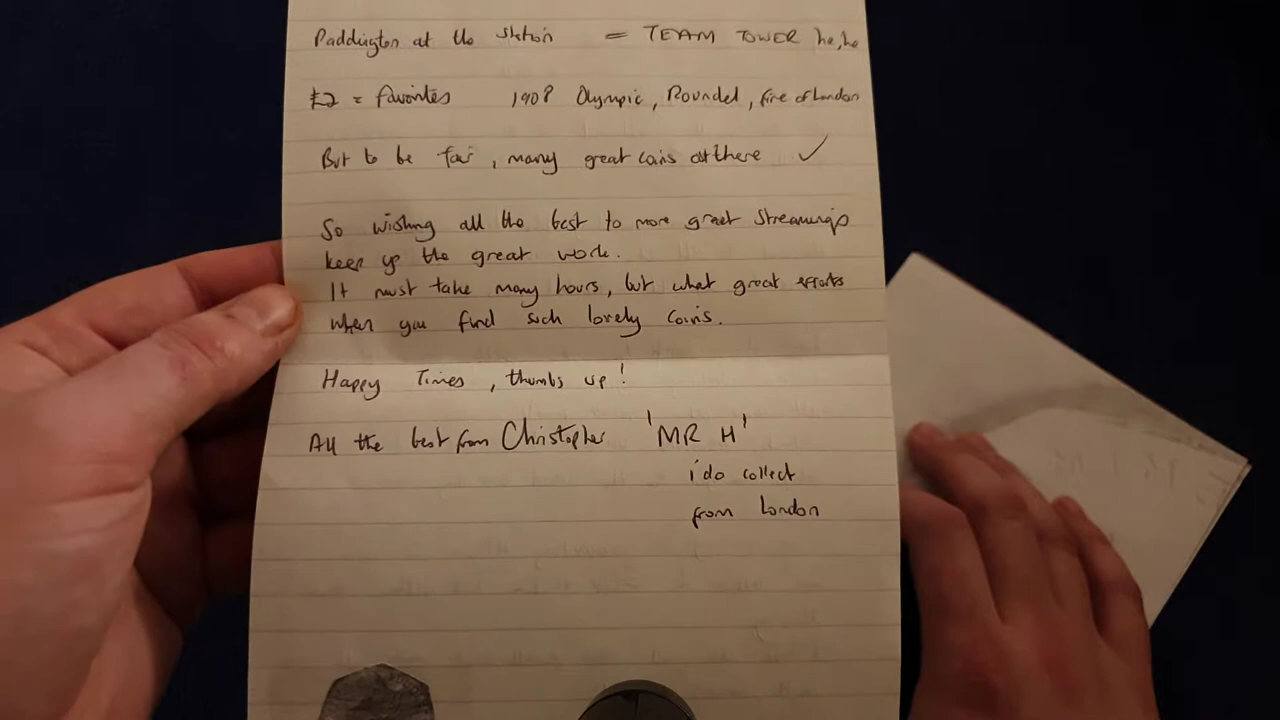 Paddington at the station = TEAM TOWER he,he
£2 = favorites 1908 Olympic, Roundel, fire of London
But to be fair, many great coins out there ✓
So wishing all the best to more great streamings
keep up the great work.
It must take many hours, but what great efforts
when you find such lovely coins.
Happy Times, thumbs up!
All the best from Christopher 'MR H'
i do collect
from London